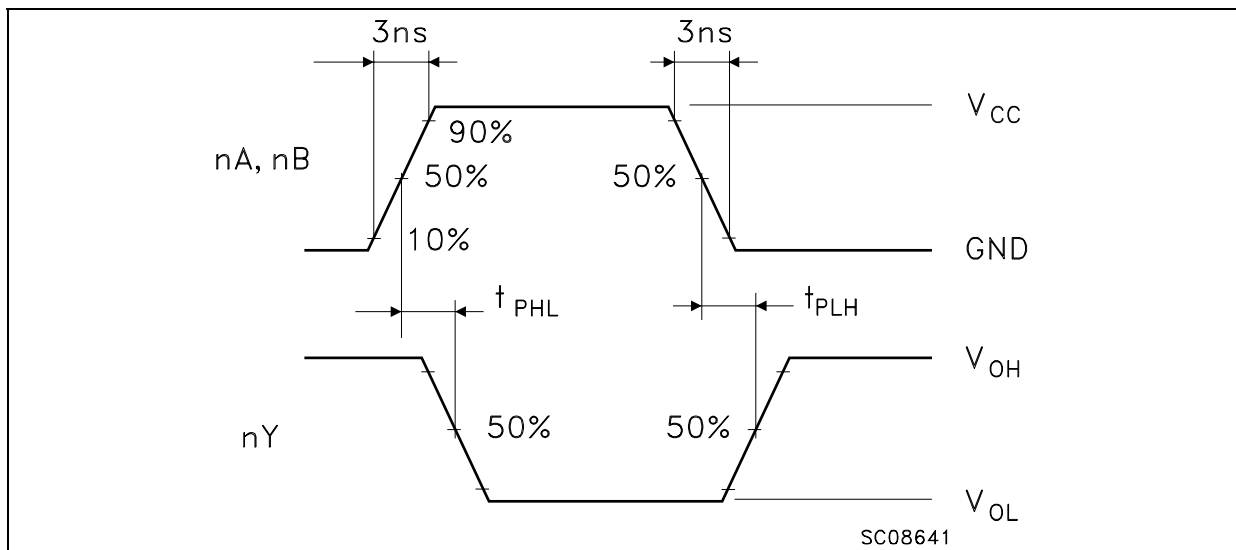 3ns 3ns
V_CC
90%
nA, nB
50% 50%
10%
GND
t_PHL t_PLH
V_OH
50% 50%
nY
V_OL
SC08641